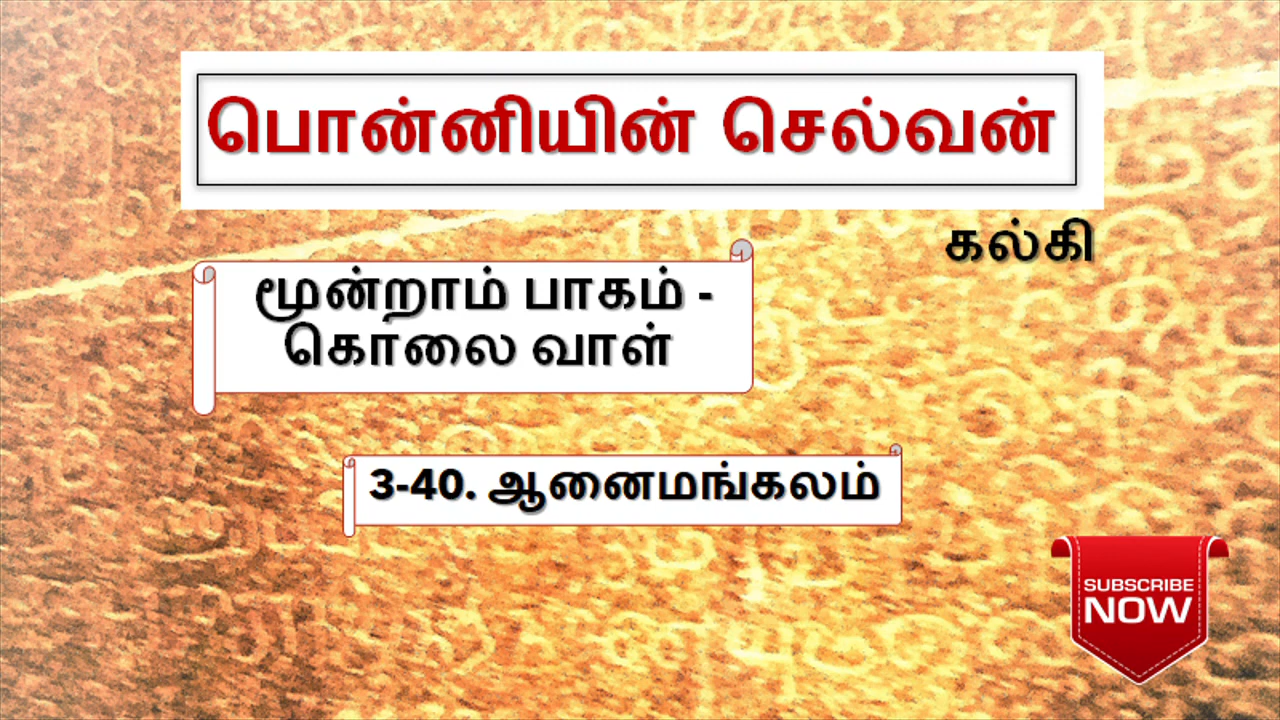 பொன்னியின் செல்வன்
கல்கி
மூன்றாம் பாகம் -
கொலை வாள்
3-40. ஆனைமங்கலம்
SUBSCRIBE
NOW